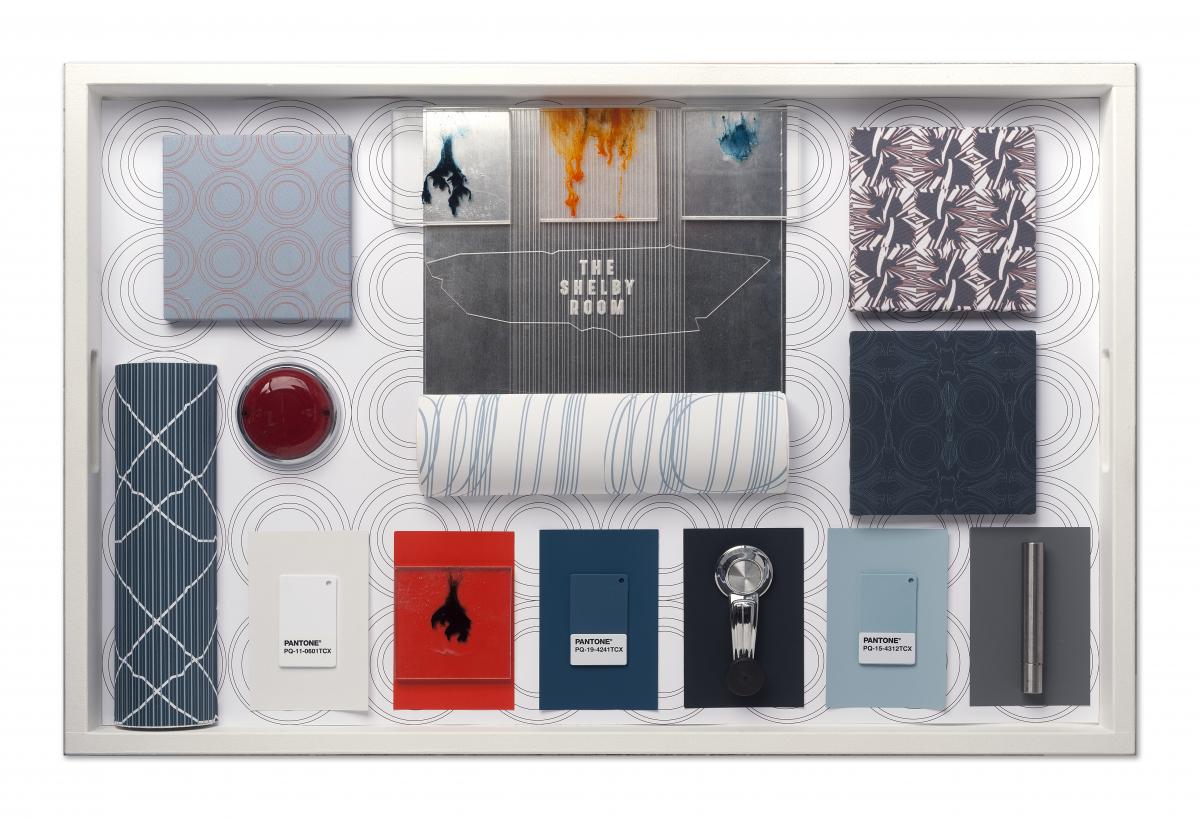 THE
SHELBY
ROOM
PANTONE®
PQ-11-0601TCX
PANTONE®
PQ-19-4241TCX
PANTONE®
PQ-15-4312TCX